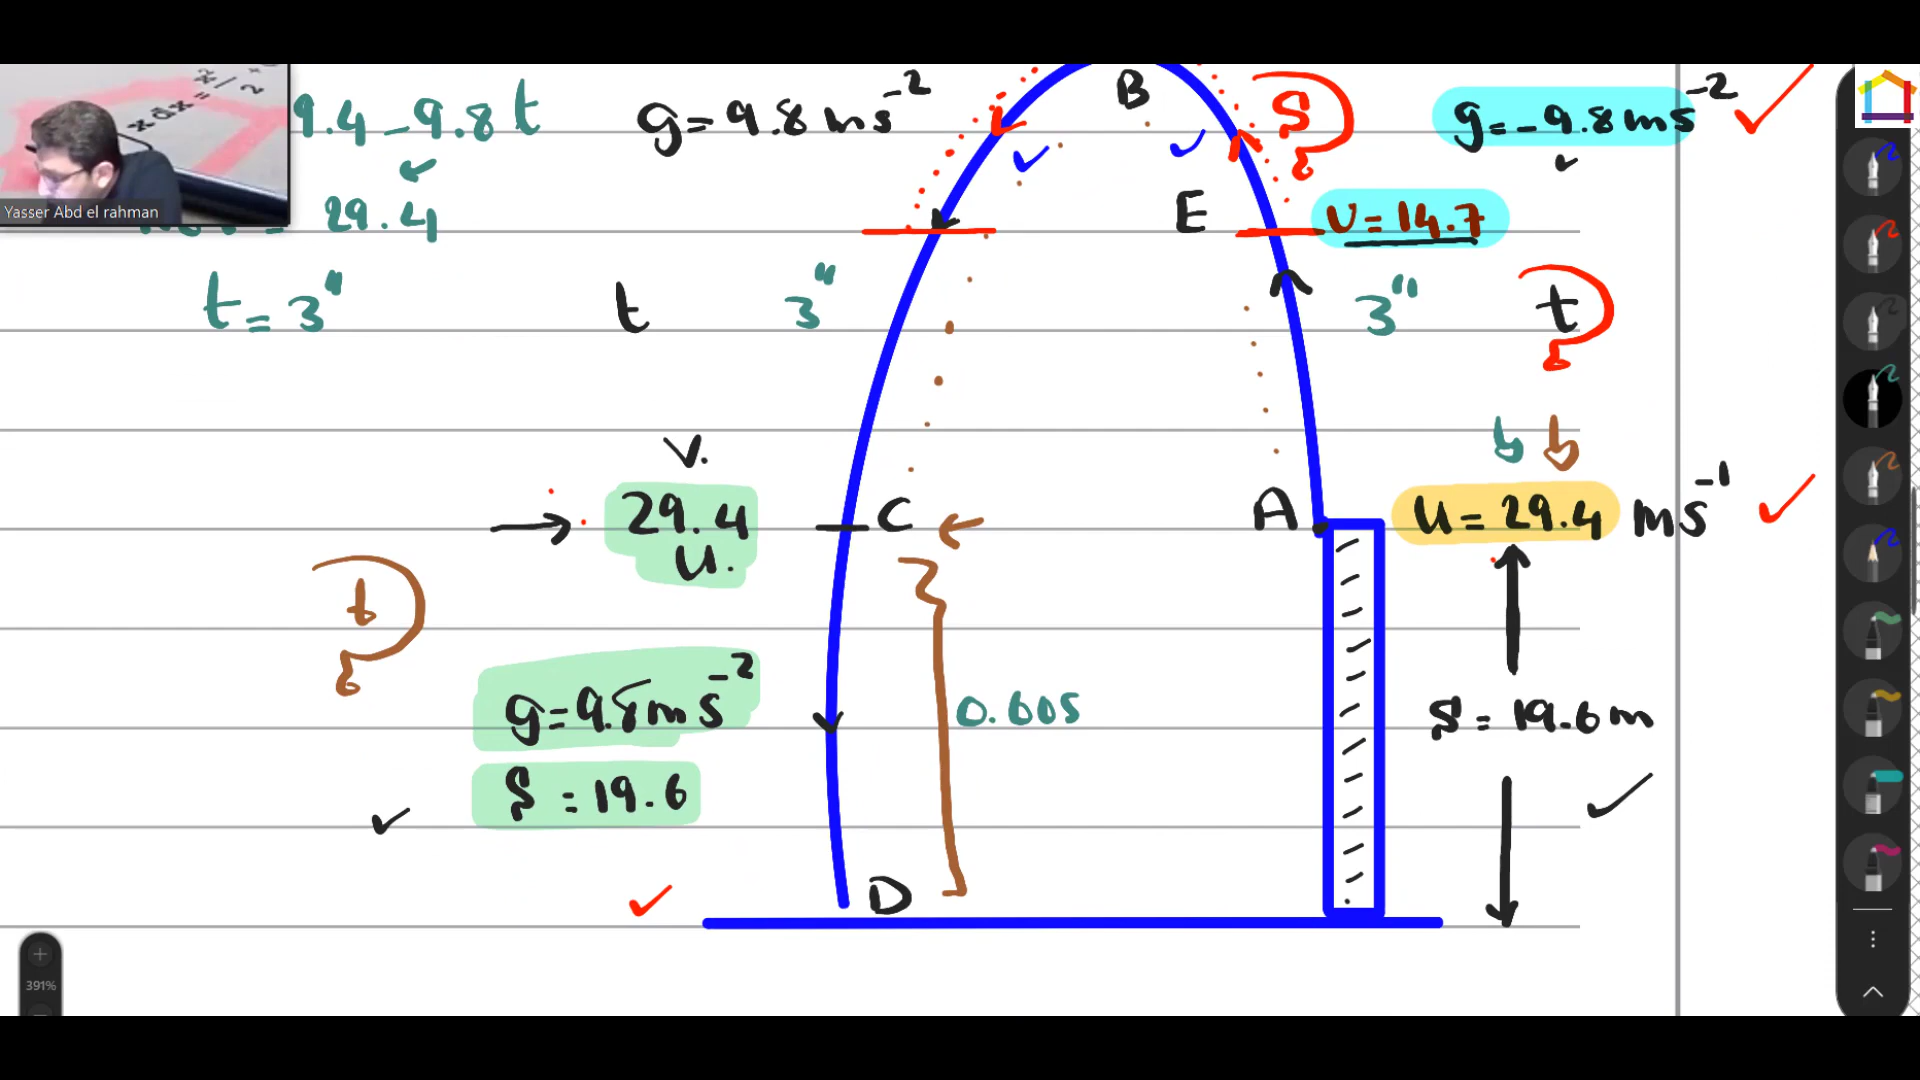 9.4 - 9.8 t
g = 9.8 ms⁻²
B
S
g = -9.8 ms⁻²
Yasser Abd el rahman
29.4
E
v = 14.7
t = 3"
t
3"
3"
t
V.
29.4
U.
C
A
u = 29.4 ms⁻¹
t
g = 9.8 ms⁻²
0.60s
S = 19.6 m
S = 19.6
D
391%